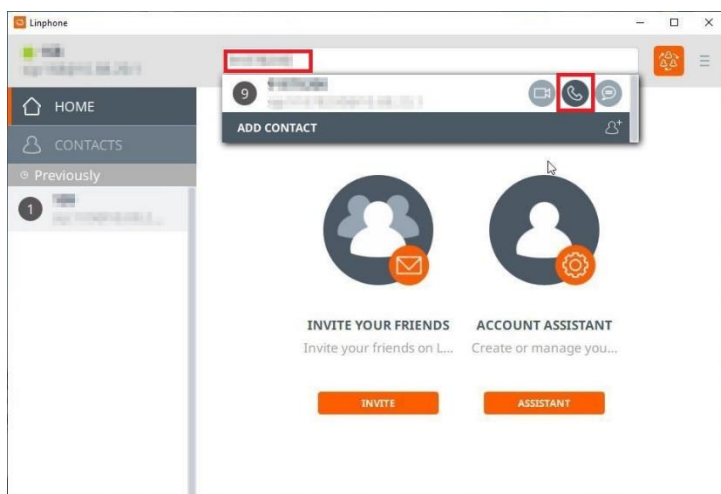 Linphone
9
HOME
ADD CONTACT
CONTACTS
Previously
1
INVITE YOUR FRIENDS
Invite your friends on L...
INVITE
ACCOUNT ASSISTANT
Create or manage you...
ASSISTANT